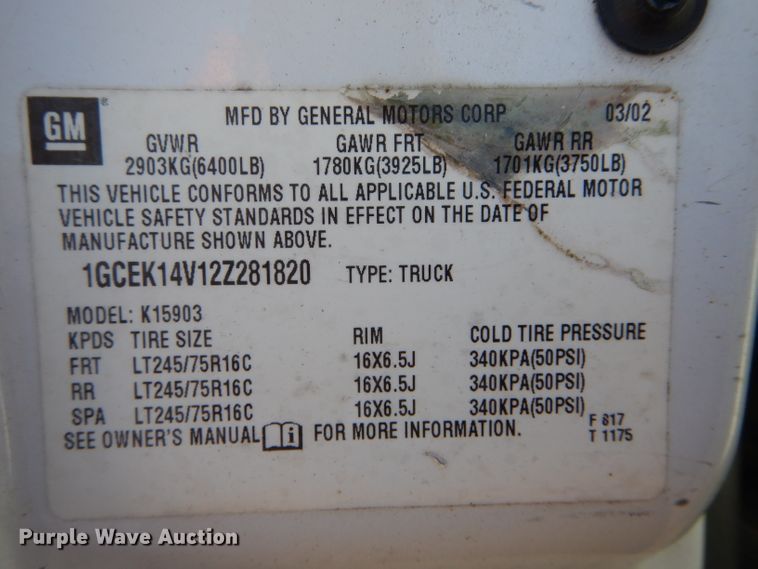 GM ®
MFD BY GENERAL MOTORS CORP 03/02
GVWR GAWR FRT GAWR RR
2903KG(6400LB) 1780KG(3925LB) 1701KG(3750LB)
THIS VEHICLE CONFORMS TO ALL APPLICABLE U.S. FEDERAL MOTOR
VEHICLE SAFETY STANDARDS IN EFFECT ON THE DATE OF
MANUFACTURE SHOWN ABOVE.
1GCEK14V12Z281820 TYPE: TRUCK
MODEL: K15903
KPDS TIRE SIZE RIM COLD TIRE PRESSURE
FRT LT245/75R16C 16X6.5J 340KPA(50PSI)
RR LT245/75R16C 16X6.5J 340KPA(50PSI)
SPA LT245/75R16C 16X6.5J 340KPA(50PSI)
SEE OWNER'S MANUAL i FOR MORE INFORMATION.
F 817
T 1175
Purple Wave Auction